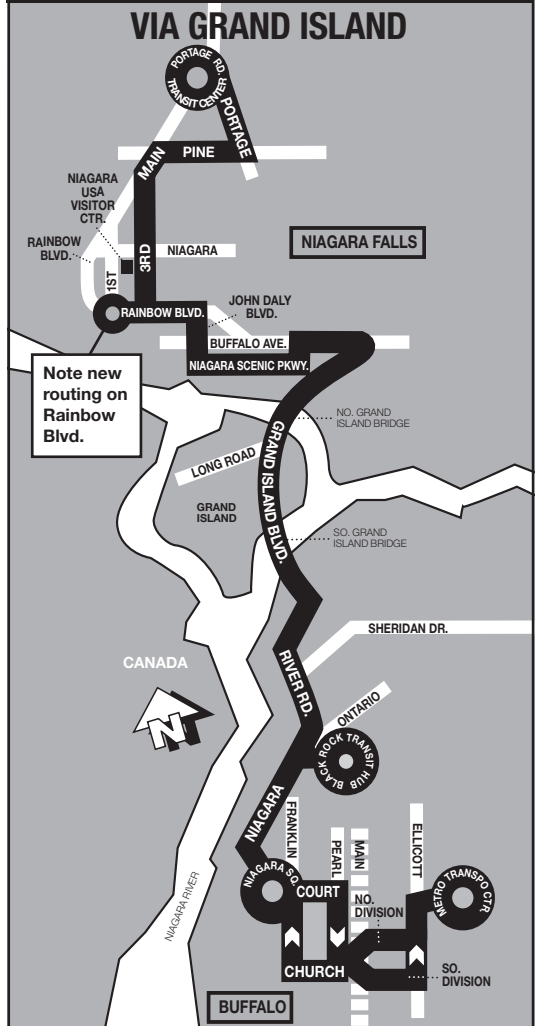 VIA GRAND ISLAND
PORTAGE RD.
TRANSIT CENTER
PORTAGE
MAIN
PINE
NIAGARA
USA
VISITOR
CTR.
NIAGARA FALLS
RAINBOW
BLVD.
1ST
3RD
NIAGARA
RAINBOW BLVD.
JOHN DALY
BLVD.
BUFFALO AVE.
NIAGARA SCENIC PKWY.
Note new
routing on
Rainbow
Blvd.
NO. GRAND
ISLAND BRIDGE
LONG ROAD
GRAND ISLAND BLVD.
GRAND
ISLAND
SO. GRAND
ISLAND BRIDGE
SHERIDAN DR.
CANADA
RIVER RD.
N
ONTARIO
BLACK ROCK TRANSIT HUB
NIAGARA
FRANKLIN
PEARL
MAIN
ELLICOTT
NIAGARA SQ.
COURT
NO.
DIVISION
METRO TRANSPO CTR.
NIAGARA RIVER
CHURCH
SO.
DIVISION
BUFFALO